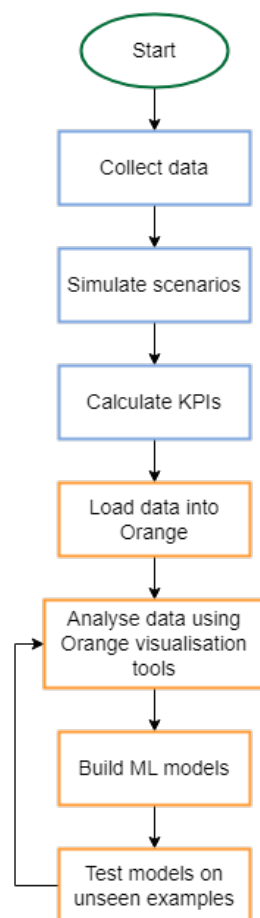 Start
Collect data
Simulate scenarios
Calculate KPIs
Load data into
Orange
Analyse data using
Orange visualisation
tools
Build ML models
Test models on
unseen examples